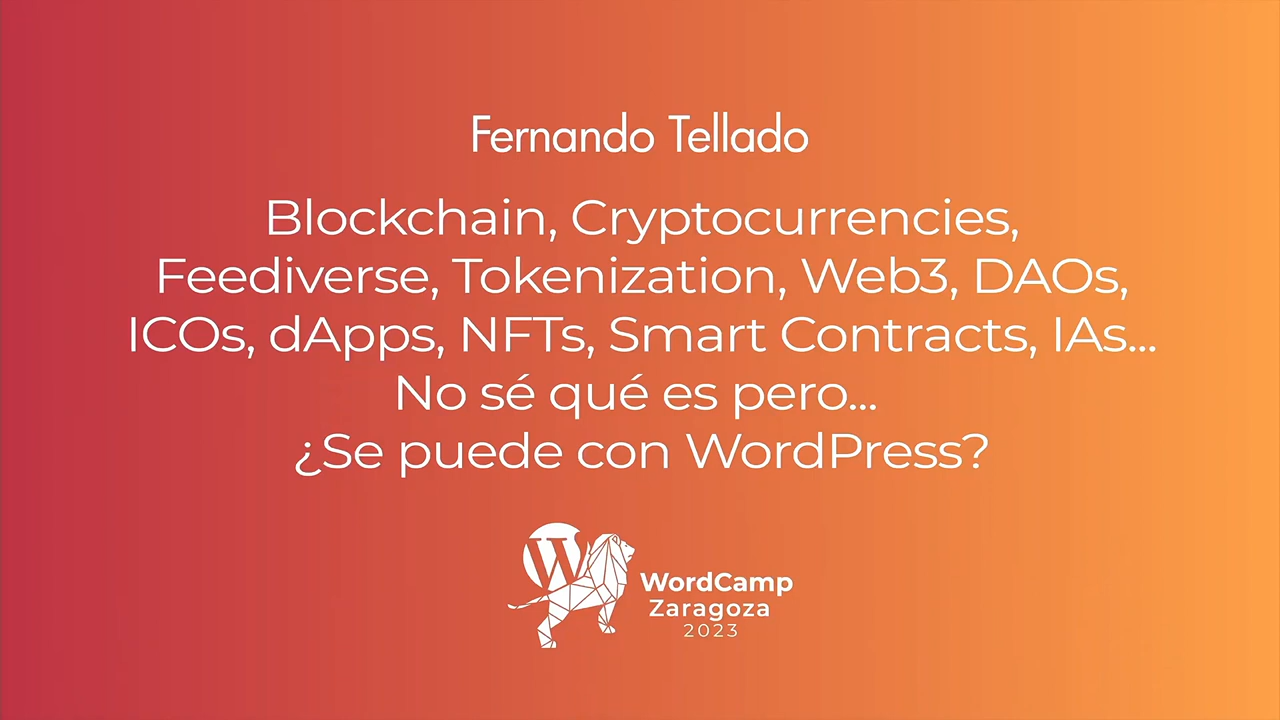 Fernando Tellado
Blockchain, Cryptocurrencies,
Feediverse, Tokenization, Web3, DAOs,
ICOs, dApps, NFTs, Smart Contracts, IAs...
No sé qué es pero...
¿Se puede con WordPress?
WordCamp
Zaragoza
2023